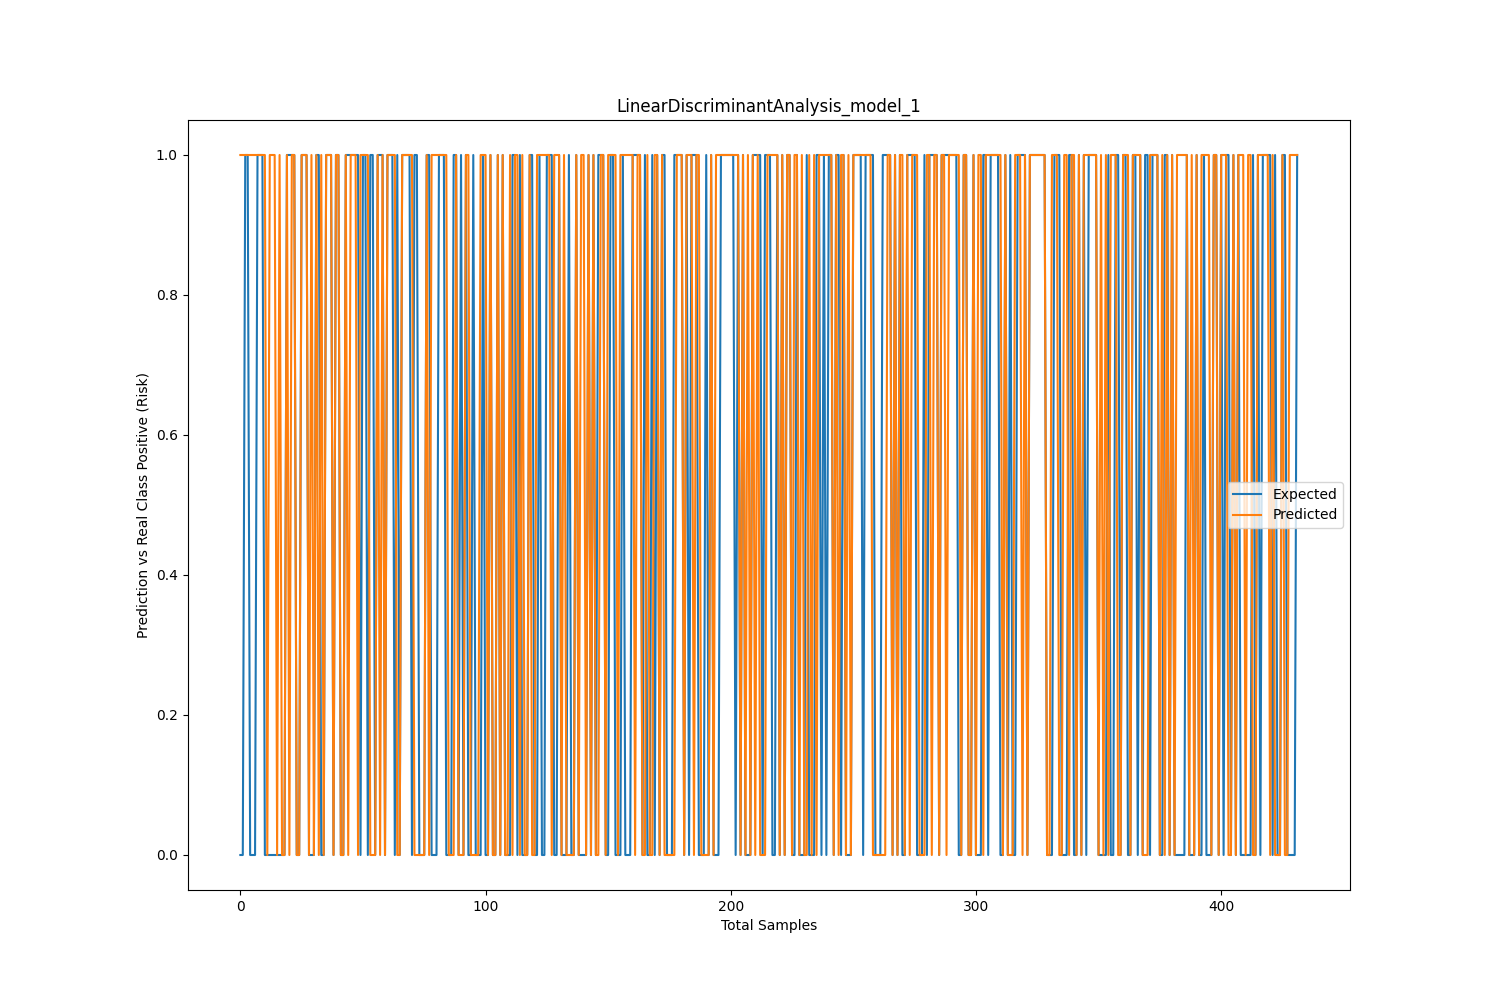 LinearDiscriminantAnalysis_model_1
1.0
0.8
0.6
0.4
0.2
0.0
Prediction vs Real Class Positive (Risk)
Expected
Predicted
0
100
200
300
400
Total Samples